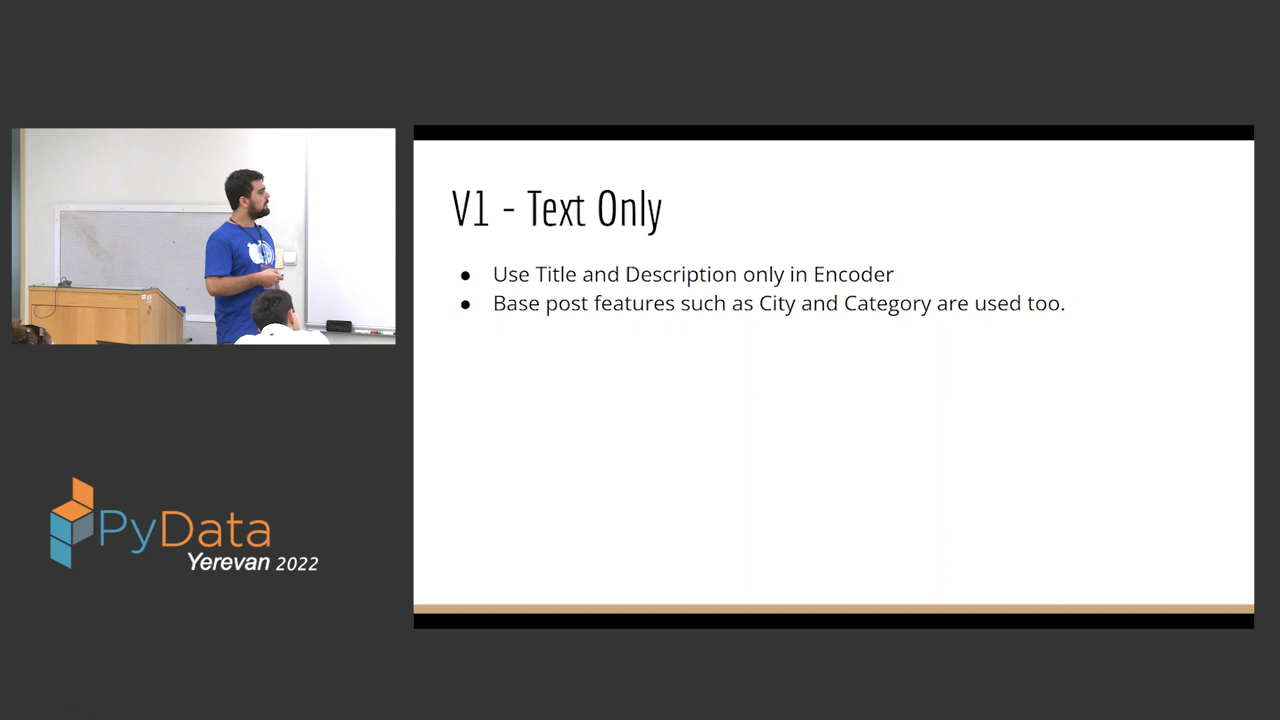 V1 - Text Only
● Use Title and Description only in Encoder
● Base post features such as City and Category are used too.
PyData
Yerevan 2022